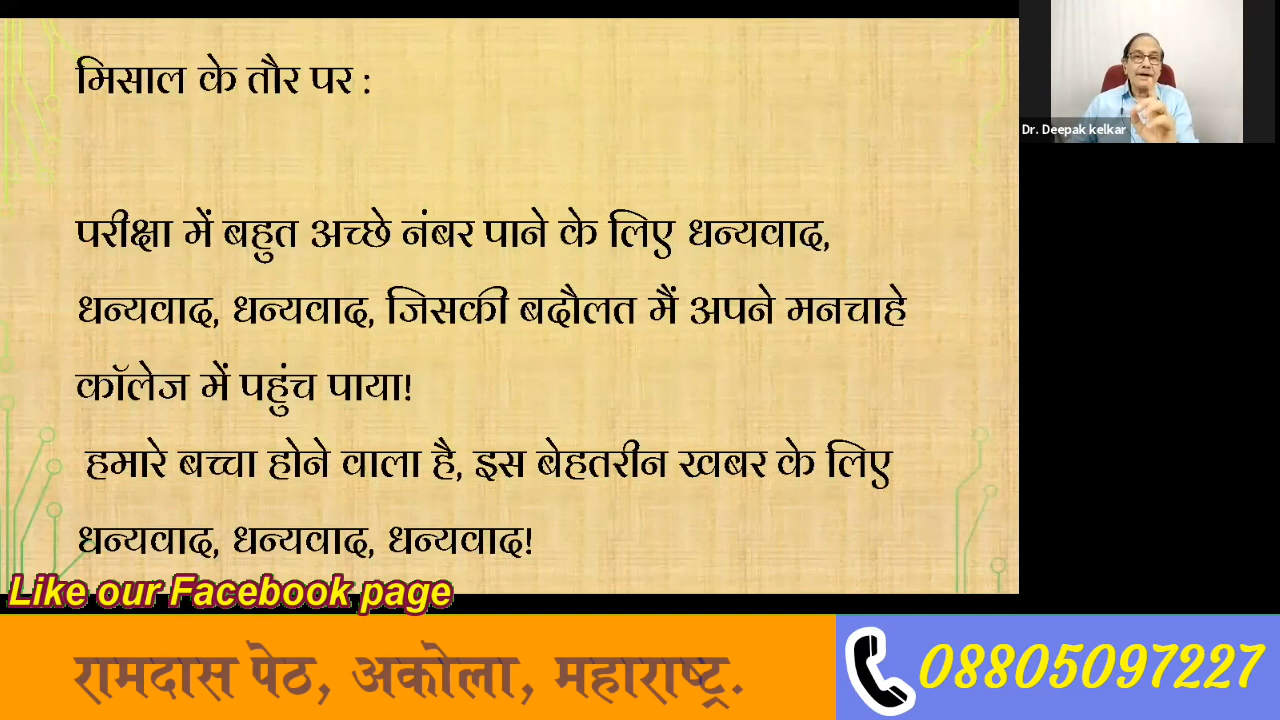 मिसाल के तौर पर :
परीक्षा में बहुत अच्छे नंबर पाने के लिए धन्यवाद,
धन्यवाद, धन्यवाद, जिसकी बदौलत मैं अपने मनचाहे
कॉलेज में पहुंच पाया!
हमारे बच्चा होने वाला है, इस बेहतरीन खबर के लिए
धन्यवाद, धन्यवाद, धन्यवाद!
Dr. Deepak kelkar
Like our Facebook page
रामदास पेठ, अकोला, महाराष्ट्र.
08805097227